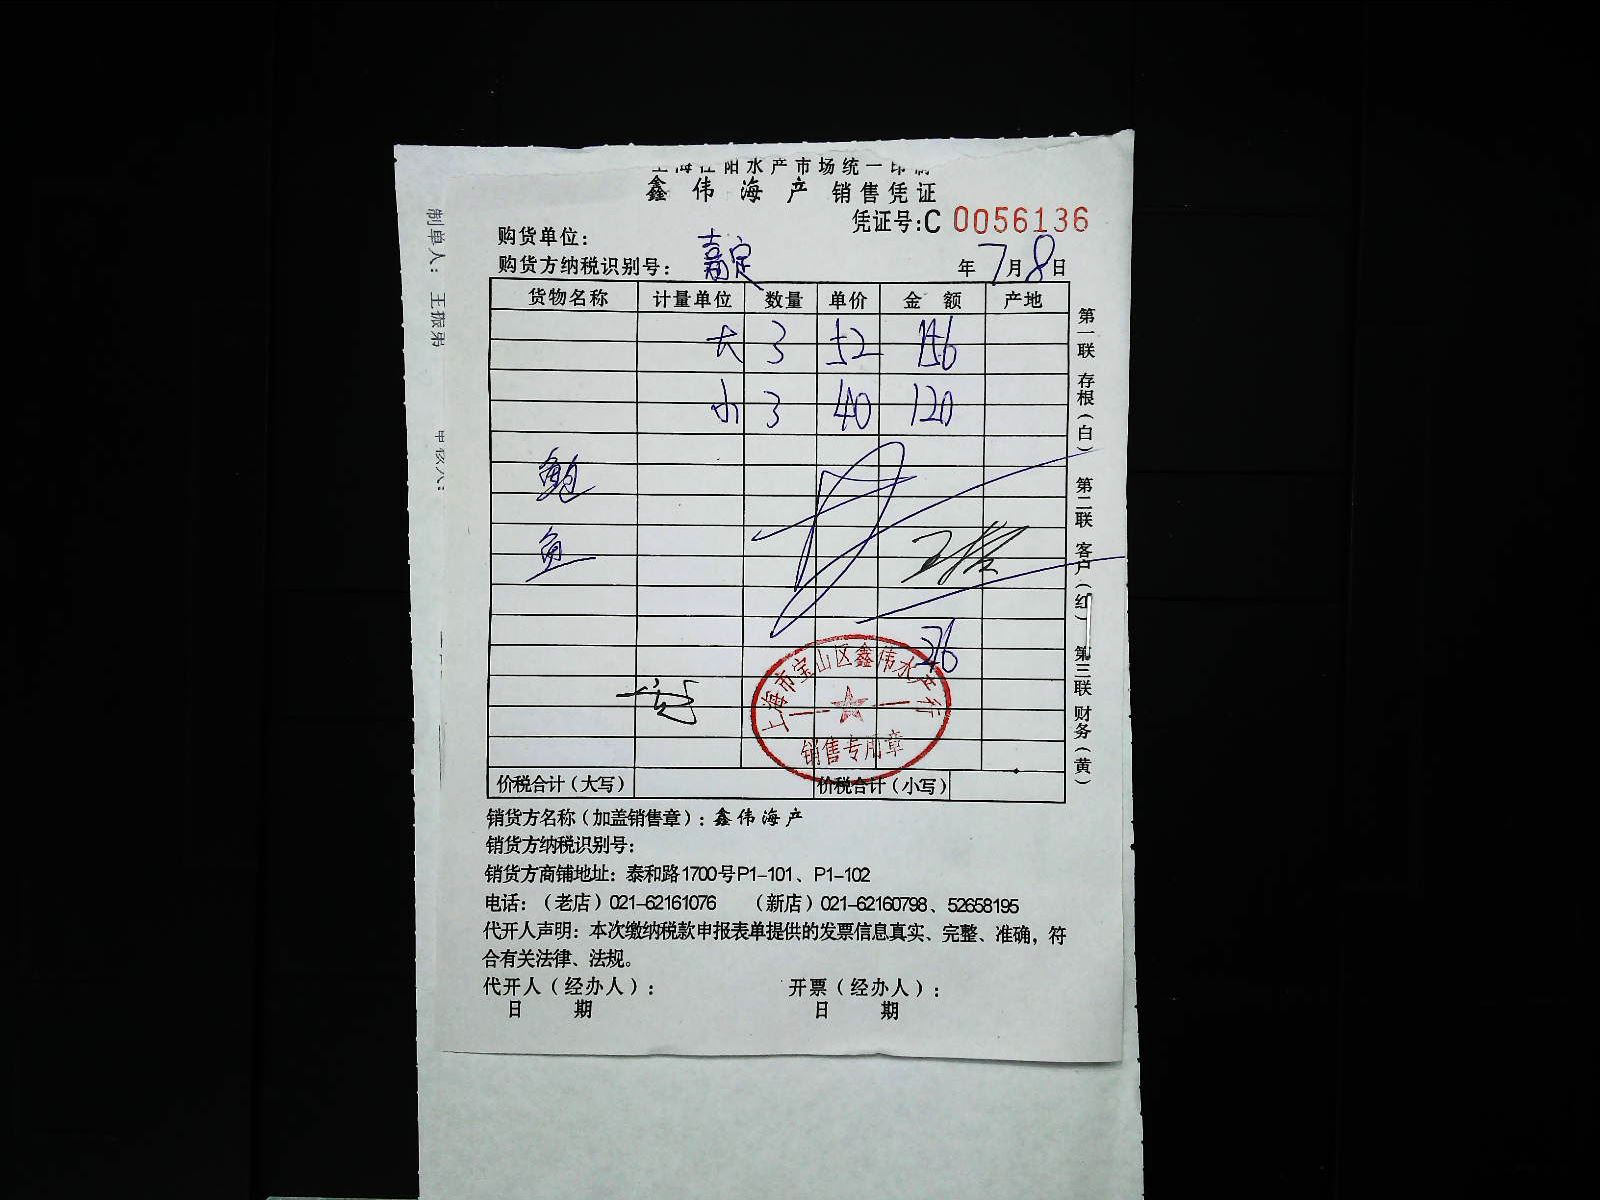 上海江阳水产市场统一印制
鑫伟海产 销售凭证
凭证号:C 0056136
购货单位: 嘉定
购货方纳税识别号:
年 7月8日
货物名称 计量单位 数量 单价 金额 产地
大 3 52 156
小 3 40 120
鲍
鱼
276
上海市宝山区鑫伟水产行
销售专用章
价税合计(大写) 价税合计(小写)
销货方名称(加盖销售章):鑫伟海产
销货方纳税识别号:
销货方商铺地址:泰和路1700号P1-101、P1-102
电话:(老店)021-62161076 (新店)021-62160798、52658195
代开人声明:本次缴纳税款申报表单提供的发票信息真实、完整、准确,符
合有关法律、法规。
代开人(经办人): 开票(经办人):
日 期 日 期
第一联 存根(白) 第二联 客户(红) 第三联 财务(黄)
制单人: 王振弟